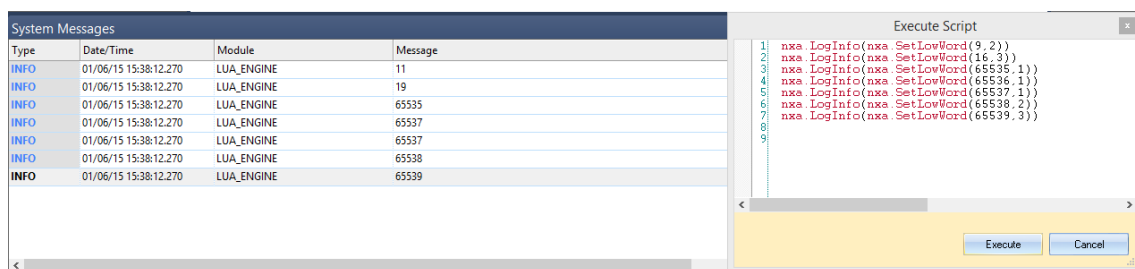 System Messages
Type Date/Time Module Message
INFO 01/06/15 15:38:12.270 LUA_ENGINE 11
INFO 01/06/15 15:38:12.270 LUA_ENGINE 19
INFO 01/06/15 15:38:12.270 LUA_ENGINE 65535
INFO 01/06/15 15:38:12.270 LUA_ENGINE 65537
INFO 01/06/15 15:38:12.270 LUA_ENGINE 65537
INFO 01/06/15 15:38:12.270 LUA_ENGINE 65538
INFO 01/06/15 15:38:12.270 LUA_ENGINE 65539
Execute Script
x
1 nxa.LogInfo(nxa.SetLowWord(9,2))
2 nxa.LogInfo(nxa.SetLowWord(16,3))
3 nxa.LogInfo(nxa.SetLowWord(65535,1))
4 nxa.LogInfo(nxa.SetLowWord(65536,1))
5 nxa.LogInfo(nxa.SetLowWord(65537,1))
6 nxa.LogInfo(nxa.SetLowWord(65538,2))
7 nxa.LogInfo(nxa.SetLowWord(65539,3))
8
9
Execute Cancel